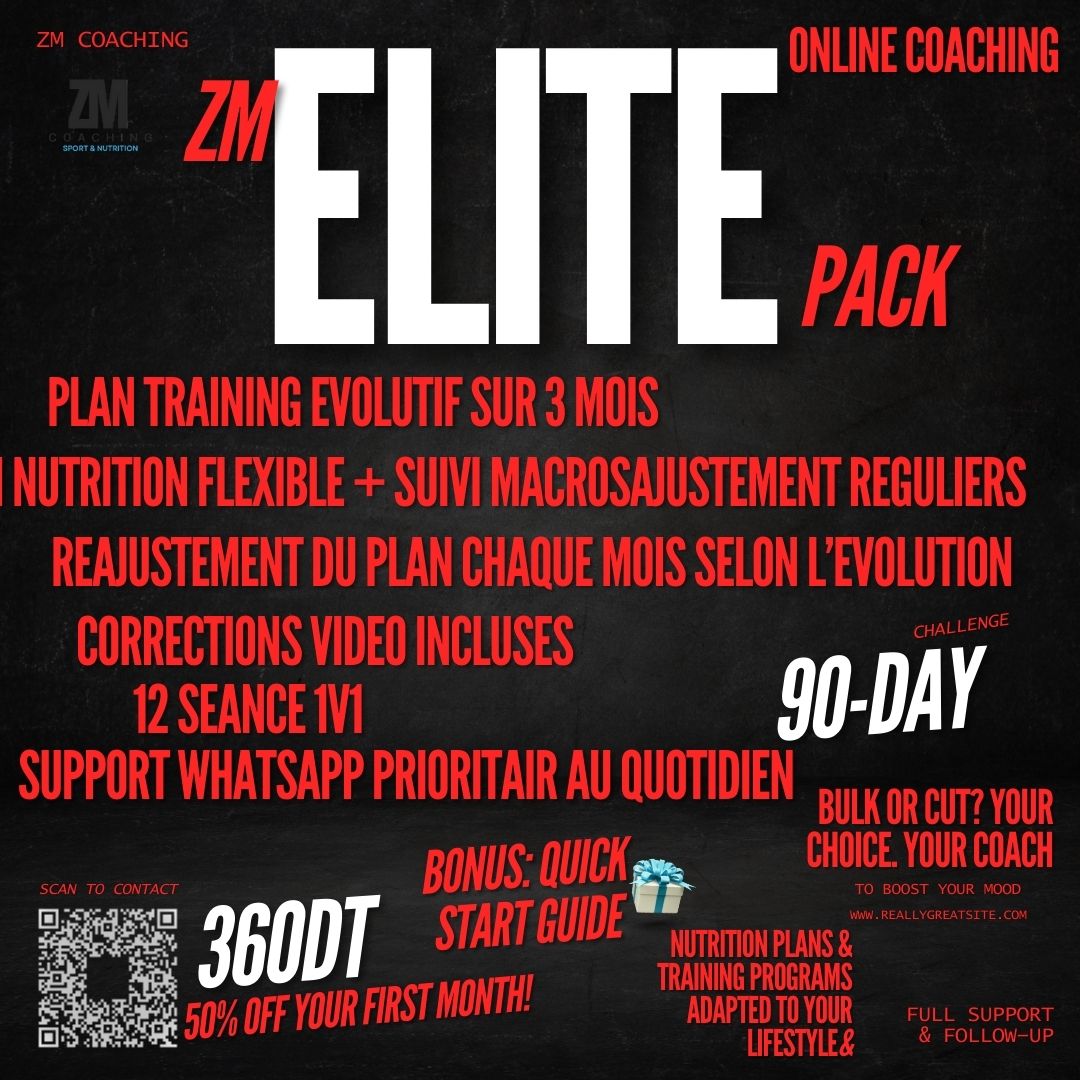 ZM COACHING
ONLINE COACHING
ZM
COACHING
SPORT & NUTRITION
ZM
ELITE
PACK
PLAN TRAINING EVOLUTIF SUR 3 MOIS
NUTRITION FLEXIBLE + SUIVI MACROSAJUSTEMENT REGULIERS
REAJUSTEMENT DU PLAN CHAQUE MOIS SELON L'EVOLUTION
CORRECTIONS VIDEO INCLUSES
12 SEANCE 1V1
SUPPORT WHATSAPP PRIORITAIR AU QUOTIDIEN
CHALLENGE
90-DAY
BULK OR CUT? YOUR
CHOICE. YOUR COACH
TO BOOST YOUR MOOD
WWW.REALLYGREATSITE.COM
BONUS: QUICK
START GUIDE
SCAN TO CONTACT
360DT
50% OFF YOUR FIRST MONTH!
NUTRITION PLANS &
TRAINING PROGRAMS
ADAPTED TO YOUR
LIFESTYLE&
FULL SUPPORT
& FOLLOW-UP